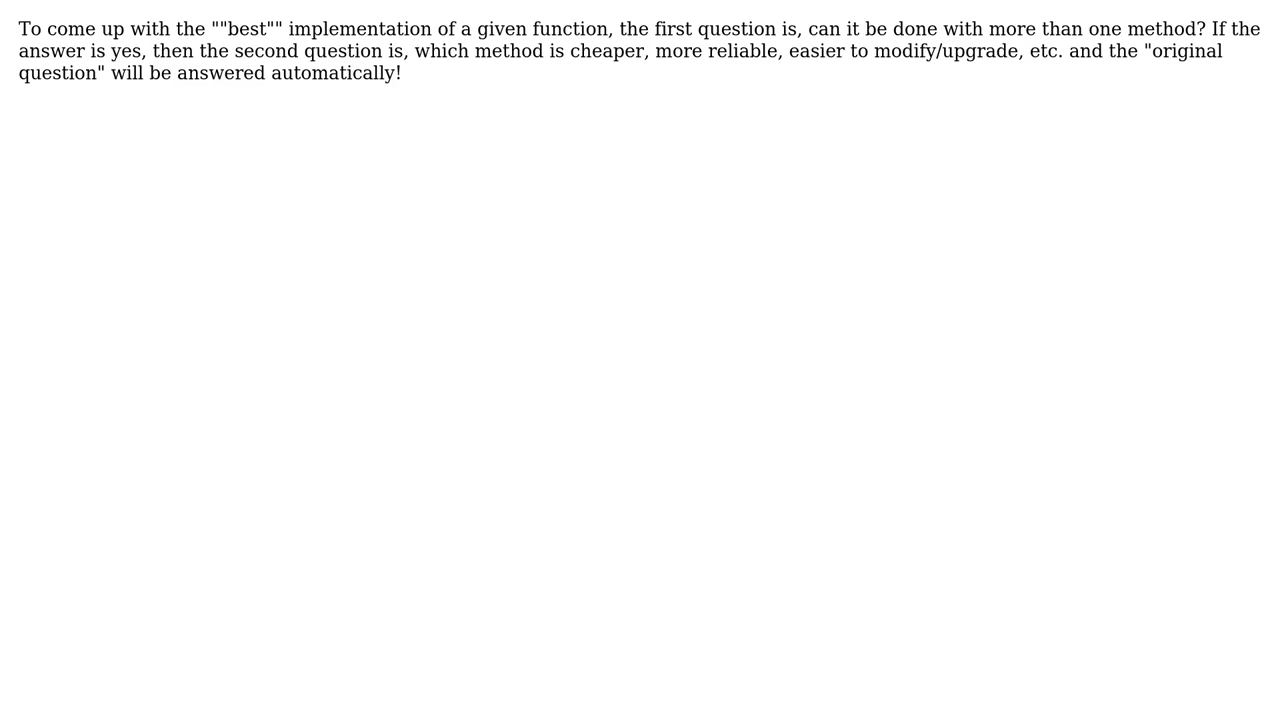 To come up with the ""best"" implementation of a given function, the first question is, can it be done with more than one method? If the
answer is yes, then the second question is, which method is cheaper, more reliable, easier to modify/upgrade, etc. and the "original
question" will be answered automatically!